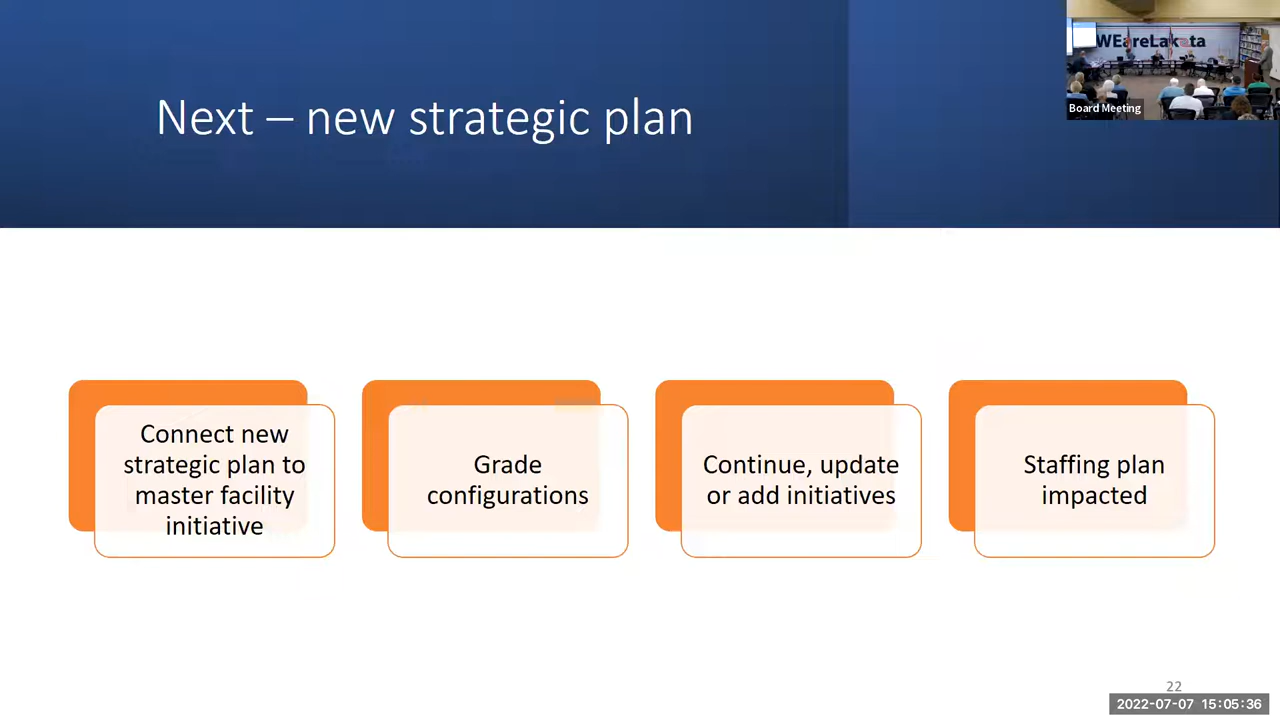 WEareLakota
Board Meeting
Next – new strategic plan
Connect new
strategic plan to
master facility
initiative
Grade
configurations
Continue, update
or add initiatives
Staffing plan
impacted
22
2022-07-07 15:05:36